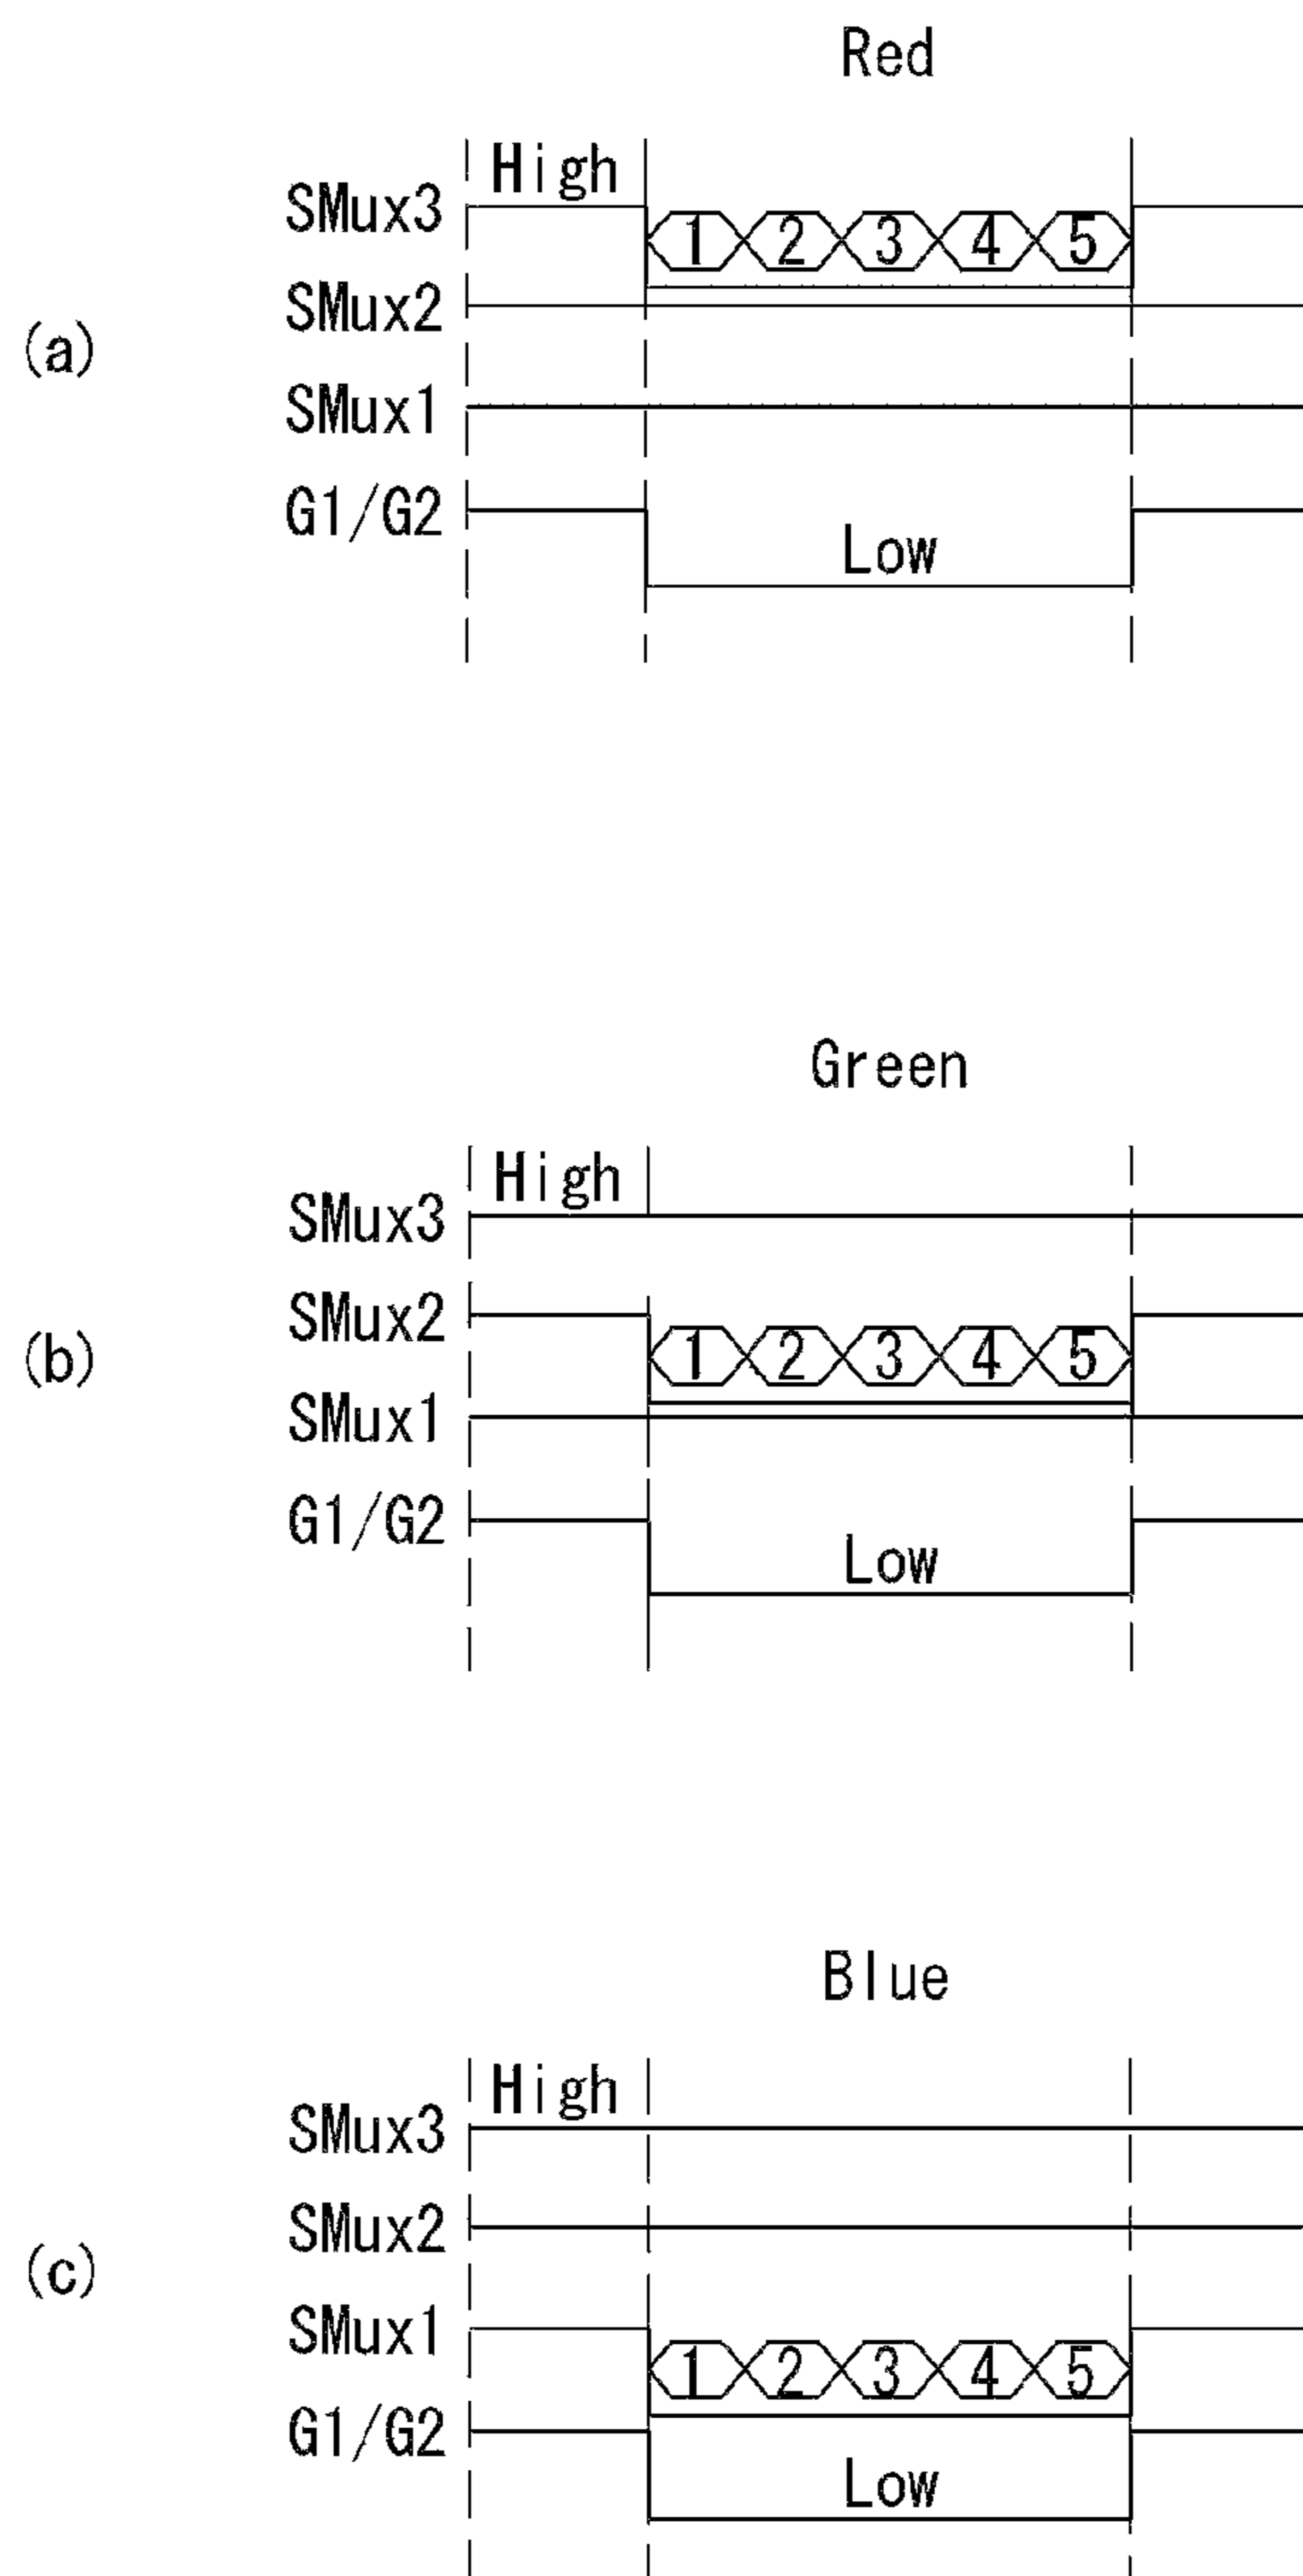 Red
High
SMux3
1 2 3 4 5
SMux2
(a)
SMux1
G1/G2
Low
Green
High
SMux3
SMux2
1 2 3 4 5
(b)
SMux1
G1/G2
Low
Blue
High
SMux3
SMux2
(c)
SMux1
1 2 3 4 5
G1/G2
Low